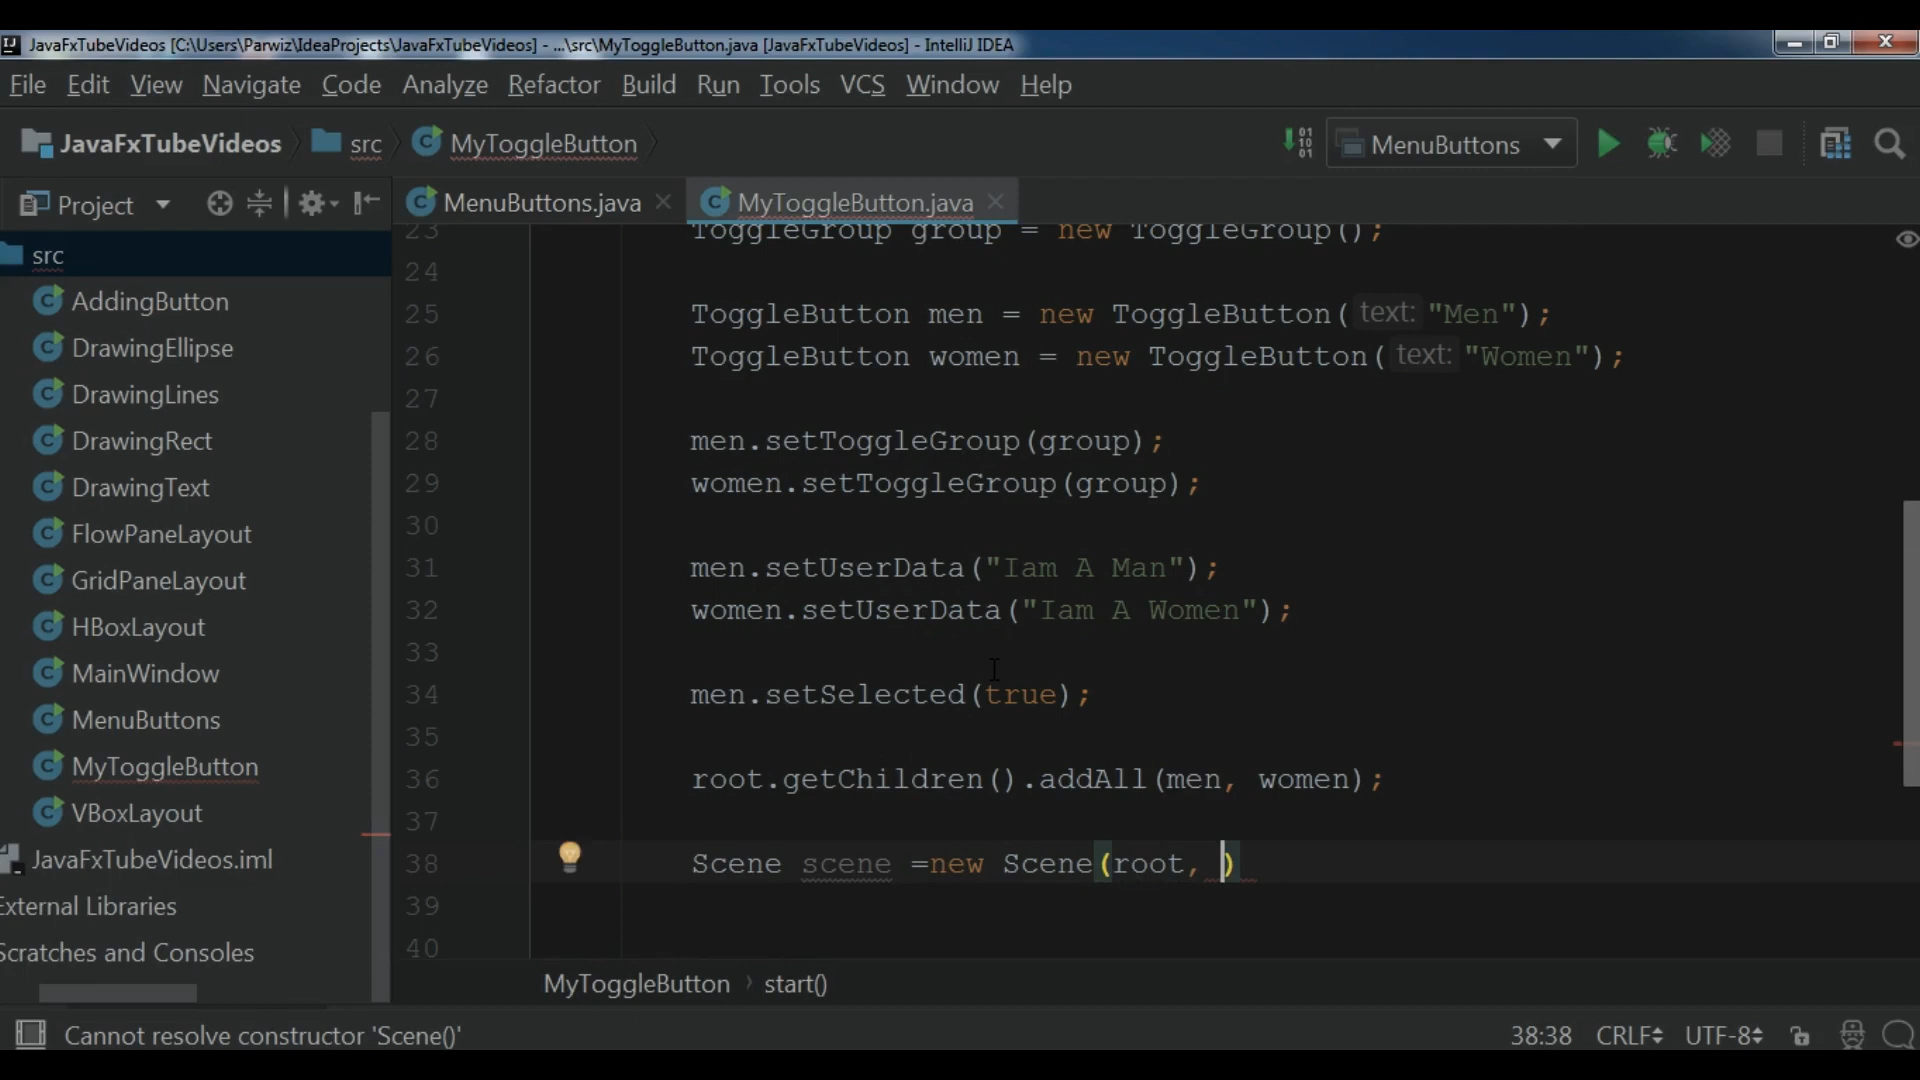 JavaFxTubeVideos [C:\Users\Parwiz\IdeaProjects\JavaFxTubeVideos] - ...\src\MyToggleButton.java [JavaFxTubeVideos] - IntelliJ IDEA
File Edit View Navigate Code Analyze Refactor Build Run Tools VCS Window Help
JavaFxTubeVideos src MyToggleButton MenuButtons
Project MenuButtons.java MyToggleButton.java
src
AddingButton
DrawingEllipse
DrawingLines
DrawingRect
DrawingText
FlowPaneLayout
GridPaneLayout
HBoxLayout
MainWindow
MenuButtons
MyToggleButton
VBoxLayout
JavaFxTubeVideos.iml
External Libraries
Scratches and Consoles
23 ToggleGroup group = new ToggleGroup();
24
25 ToggleButton men = new ToggleButton( text: "Men");
26 ToggleButton women = new ToggleButton( text: "Women");
27
28 men.setToggleGroup(group);
29 women.setToggleGroup(group);
30
31 men.setUserData("Iam A Man");
32 women.setUserData("Iam A Women");
33
34 men.setSelected(true);
35
36 root.getChildren().addAll(men, women);
37
38 Scene scene =new Scene(root, )
39
40
MyToggleButton › start()
Cannot resolve constructor 'Scene()' 38:38 CRLF UTF-8